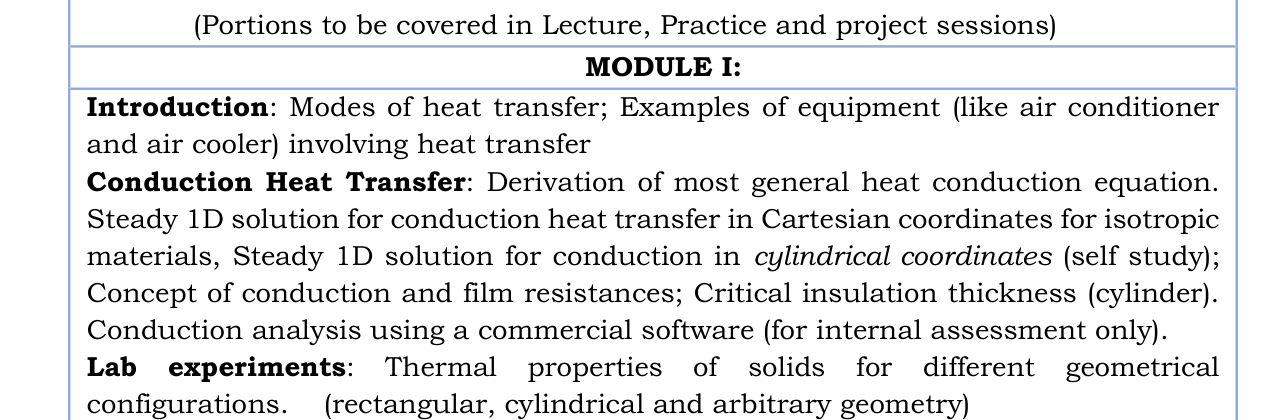 (Portions to be covered in Lecture, Practice and project sessions)
MODULE I:
Introduction: Modes of heat transfer; Examples of equipment (like air conditioner
and air cooler) involving heat transfer
Conduction Heat Transfer: Derivation of most general heat conduction equation.
Steady 1D solution for conduction heat transfer in Cartesian coordinates for isotropic
materials, Steady 1D solution for conduction in cylindrical coordinates (self study);
Concept of conduction and film resistances; Critical insulation thickness (cylinder).
Conduction analysis using a commercial software (for internal assessment only).
Lab experiments: Thermal properties of solids for different geometrical
configurations. (rectangular, cylindrical and arbitrary geometry)